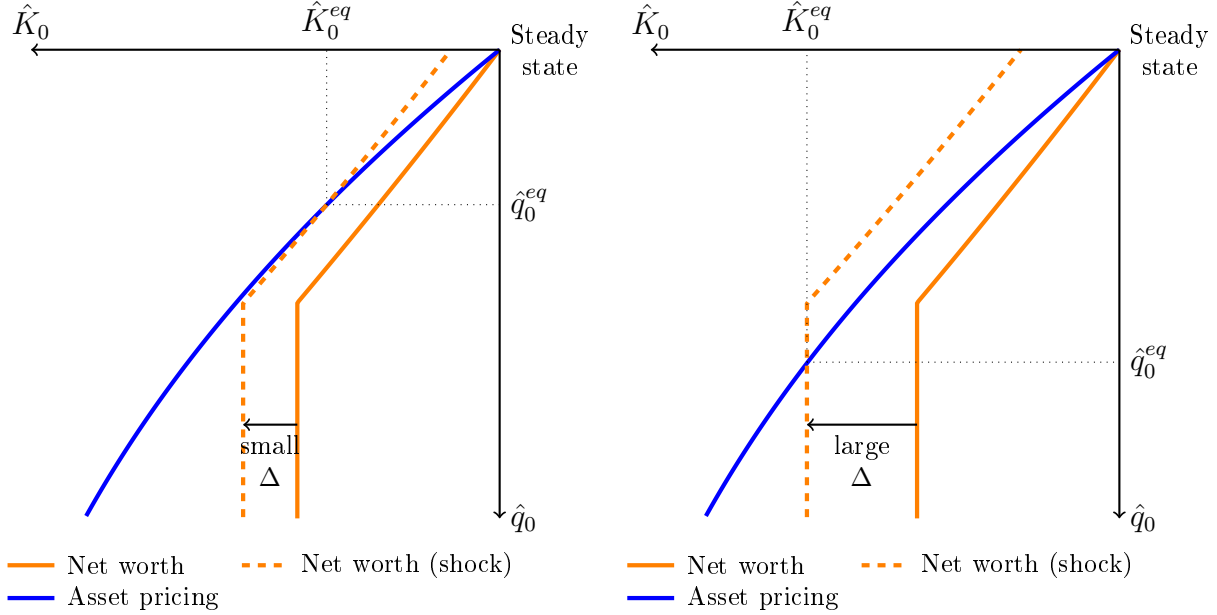 K̂₀
K̂₀^{eq}
Steady
state
q̂₀^{eq}
small
Δ
q̂₀
Net worth
Net worth (shock)
Asset pricing
K̂₀
K̂₀^{eq}
Steady
state
q̂₀^{eq}
large
Δ
q̂₀
Net worth
Net worth (shock)
Asset pricing